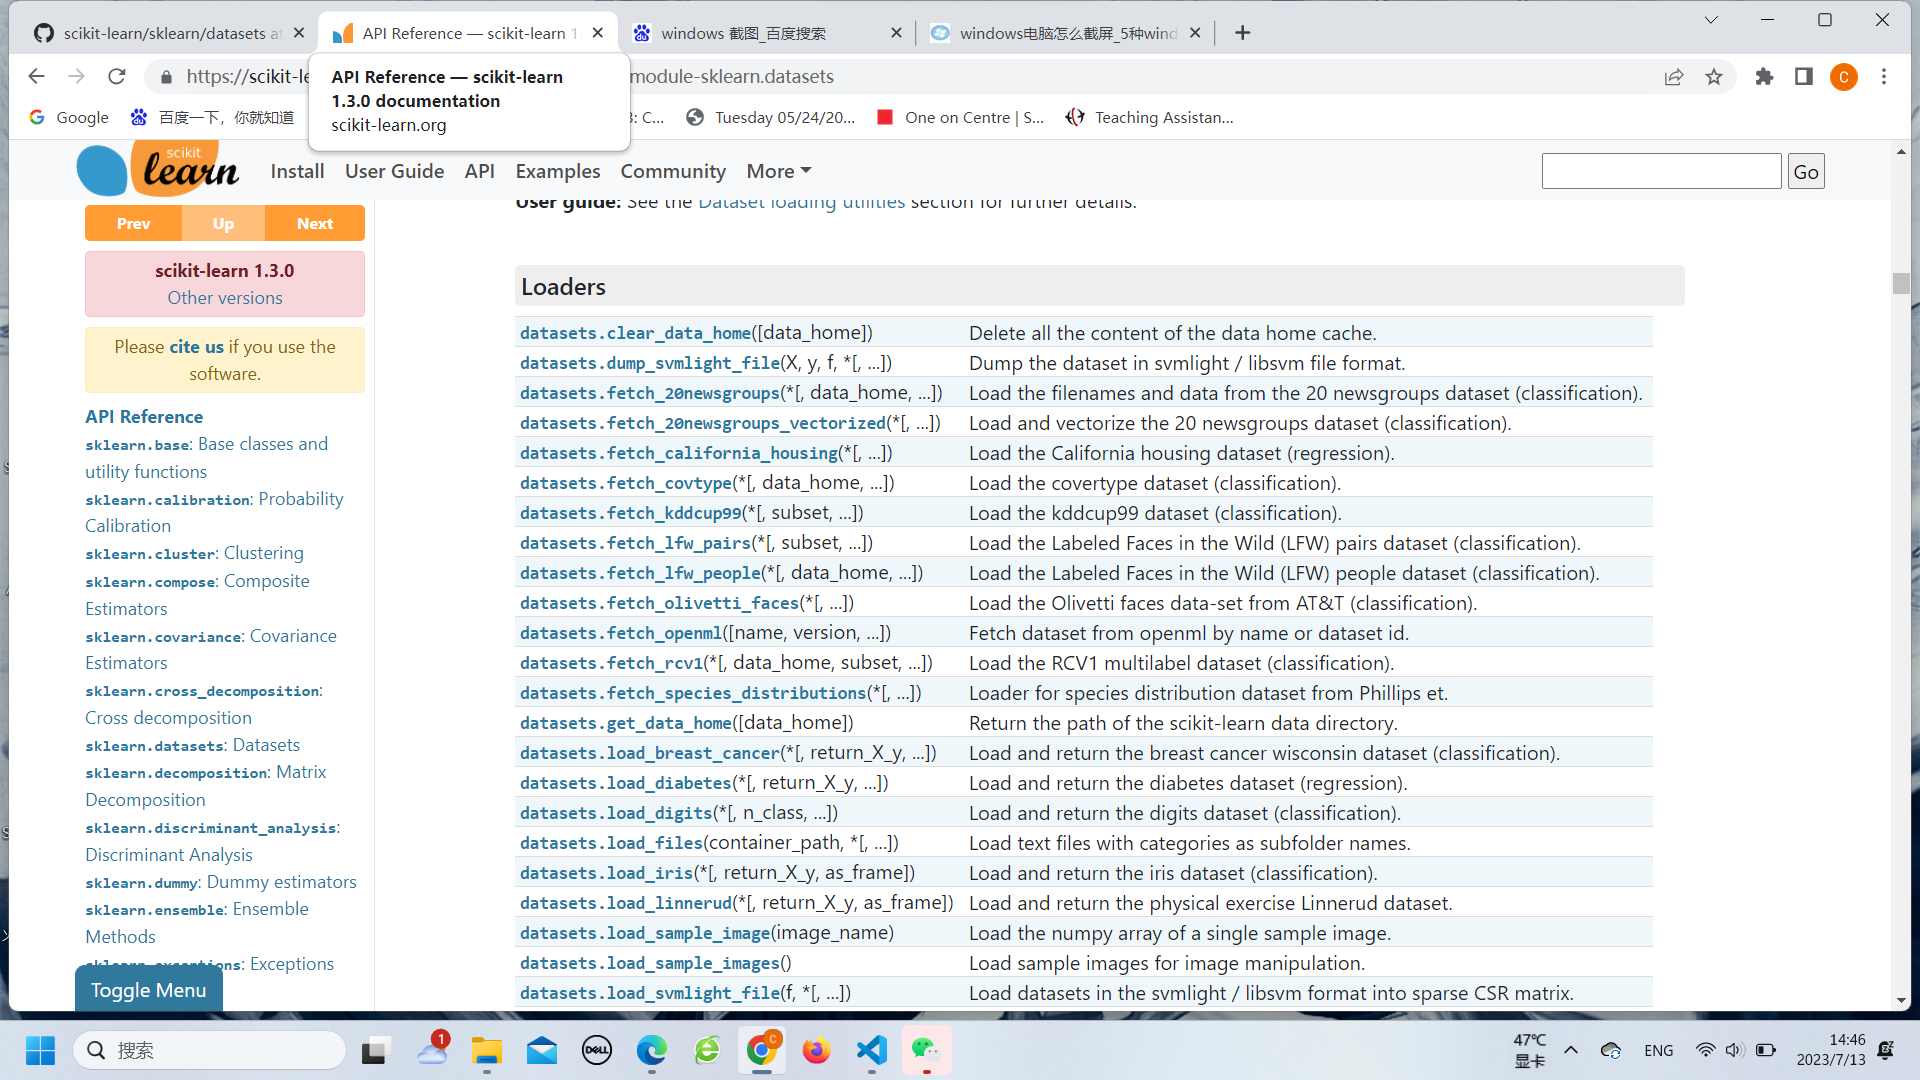 scikit-learn/sklearn/datasets at
API Reference — scikit-learn 1
windows 截图_百度搜索
windows电脑怎么截屏_5种wind
https://scikit-le
module-sklearn.datasets
C
API Reference — scikit-learn
1.3.0 documentation
scikit-learn.org
Google
百度一下，你就知道
3: C...
Tuesday 05/24/20...
One on Centre | S...
Teaching Assistan...
scikit
learn
Install
User Guide
API
Examples
Community
More
Go
Prev
Up
Next
scikit-learn 1.3.0
Other versions
Please cite us if you use the
software.
API Reference
sklearn.base: Base classes and
utility functions
sklearn.calibration: Probability
Calibration
sklearn.cluster: Clustering
sklearn.compose: Composite
Estimators
sklearn.covariance: Covariance
Estimators
sklearn.cross_decomposition:
Cross decomposition
sklearn.datasets: Datasets
sklearn.decomposition: Matrix
Decomposition
sklearn.discriminant_analysis:
Discriminant Analysis
sklearn.dummy: Dummy estimators
sklearn.ensemble: Ensemble
Methods
sklearn.exceptions: Exceptions
Toggle Menu
User guide: See the Dataset loading utilities section for further details.
Loaders
datasets.clear_data_home([data_home]) Delete all the content of the data home cache.
datasets.dump_svmlight_file(X, y, f, *[, ...]) Dump the dataset in svmlight / libsvm file format.
datasets.fetch_20newsgroups(*[, data_home, ...]) Load the filenames and data from the 20 newsgroups dataset (classification).
datasets.fetch_20newsgroups_vectorized(*[, ...]) Load and vectorize the 20 newsgroups dataset (classification).
datasets.fetch_california_housing(*[, ...]) Load the California housing dataset (regression).
datasets.fetch_covtype(*[, data_home, ...]) Load the covertype dataset (classification).
datasets.fetch_kddcup99(*[, subset, ...]) Load the kddcup99 dataset (classification).
datasets.fetch_lfw_pairs(*[, subset, ...]) Load the Labeled Faces in the Wild (LFW) pairs dataset (classification).
datasets.fetch_lfw_people(*[, data_home, ...]) Load the Labeled Faces in the Wild (LFW) people dataset (classification).
datasets.fetch_olivetti_faces(*[, ...]) Load the Olivetti faces data-set from AT&T (classification).
datasets.fetch_openml([name, version, ...]) Fetch dataset from openml by name or dataset id.
datasets.fetch_rcv1(*[, data_home, subset, ...]) Load the RCV1 multilabel dataset (classification).
datasets.fetch_species_distributions(*[, ...]) Loader for species distribution dataset from Phillips et.
datasets.get_data_home([data_home]) Return the path of the scikit-learn data directory.
datasets.load_breast_cancer(*[, return_X_y, ...]) Load and return the breast cancer wisconsin dataset (classification).
datasets.load_diabetes(*[, return_X_y, ...]) Load and return the diabetes dataset (regression).
datasets.load_digits(*[, n_class, ...]) Load and return the digits dataset (classification).
datasets.load_files(container_path, *[, ...]) Load text files with categories as subfolder names.
datasets.load_iris(*[, return_X_y, as_frame]) Load and return the iris dataset (classification).
datasets.load_linnerud(*[, return_X_y, as_frame]) Load and return the physical exercise Linnerud dataset.
datasets.load_sample_image(image_name) Load the numpy array of a single sample image.
datasets.load_sample_images() Load sample images for image manipulation.
datasets.load_svmlight_file(f, *[, ...]) Load datasets in the svmlight / libsvm format into sparse CSR matrix.
搜索
1
DELL
C
47℃
显卡
ENG
14:46
2023/7/13